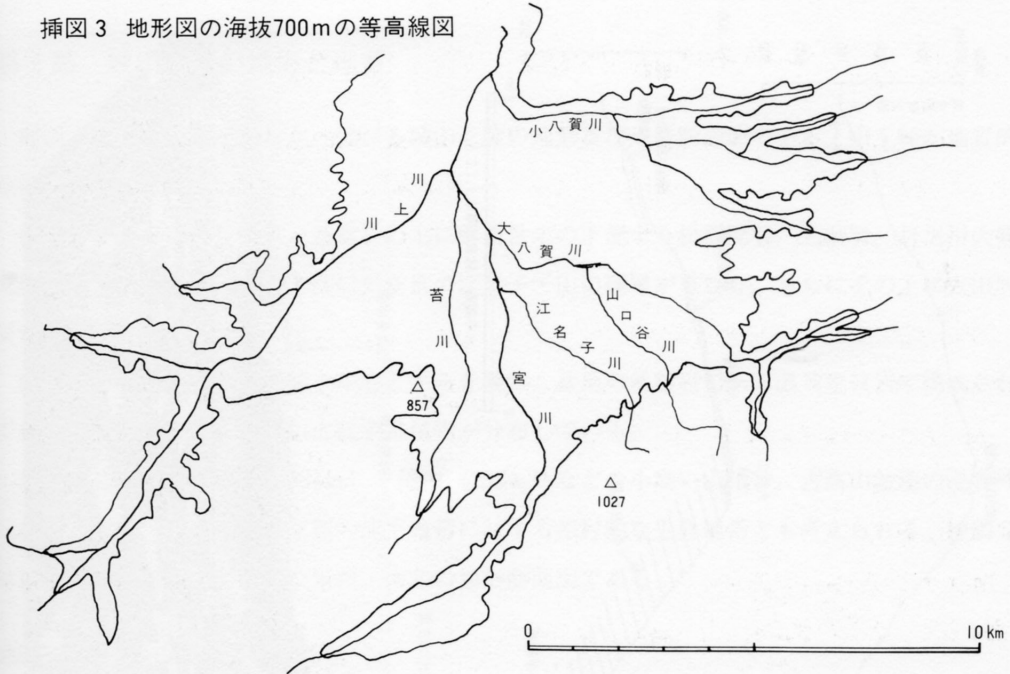 挿図3 地形図の海抜700mの等高線図
小八賀川
川上川
大八賀川
山口谷川
江名子川
苔川
宮川
857
1027
0
10km